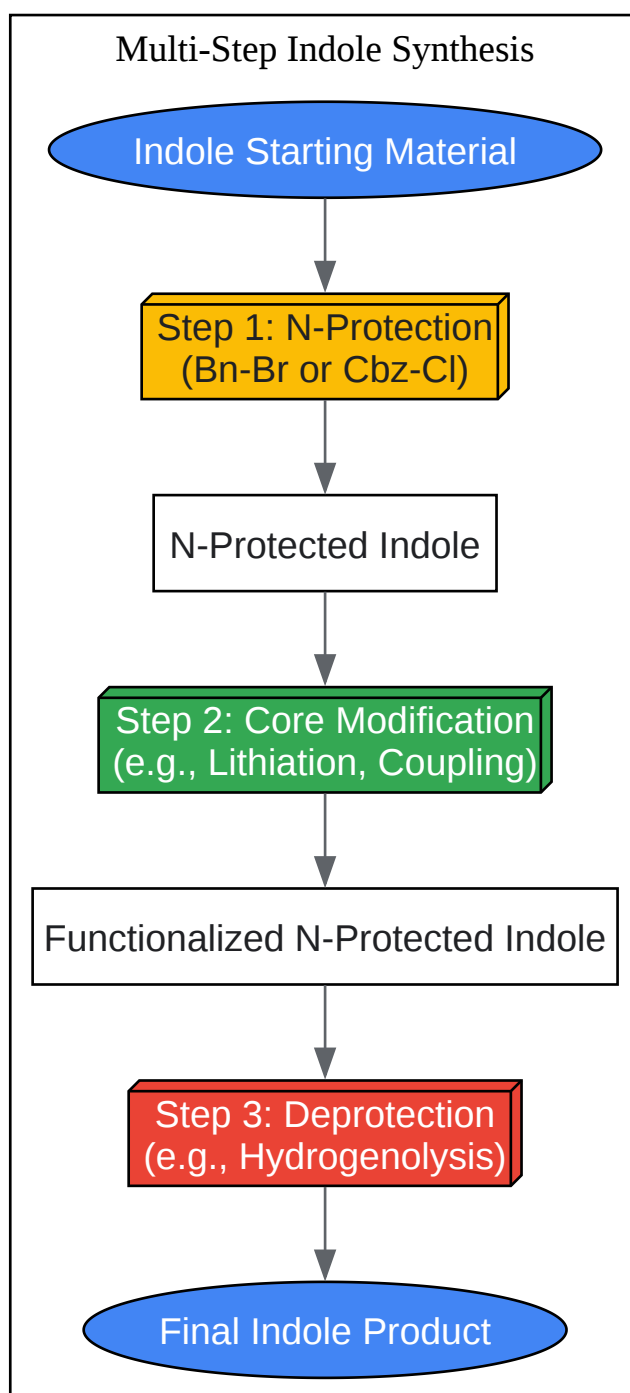 Multi-Step Indole Synthesis
Indole Starting Material
Step 1: N-Protection
(Bn-Br or Cbz-Cl)
N-Protected Indole
Step 2: Core Modification
(e.g., Lithiation, Coupling)
Functionalized N-Protected Indole
Step 3: Deprotection
(e.g., Hydrogenolysis)
Final Indole Product